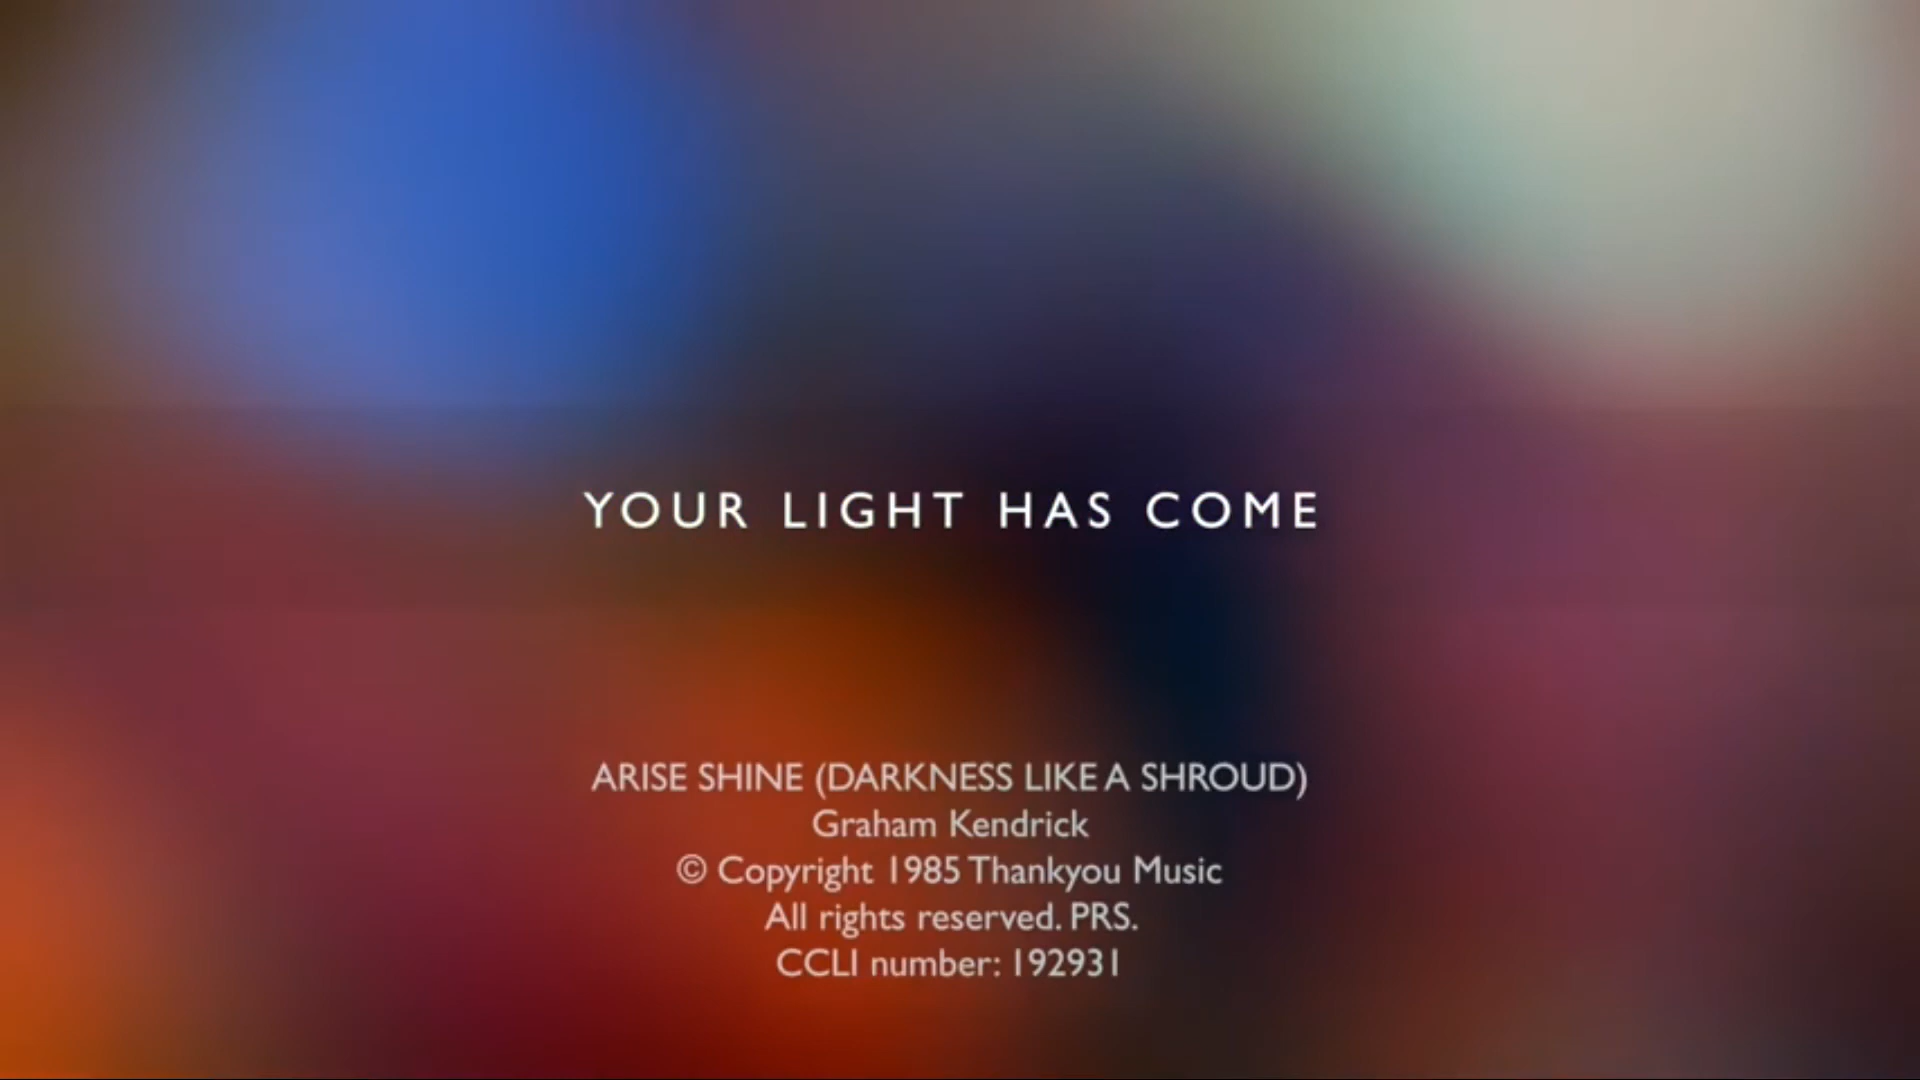 YOUR LIGHT HAS COME
ARISE SHINE (DARKNESS LIKE A SHROUD)
Graham Kendrick
© Copyright 1985 Thankyou Music
All rights reserved. PRS.
CCLI number: 192931